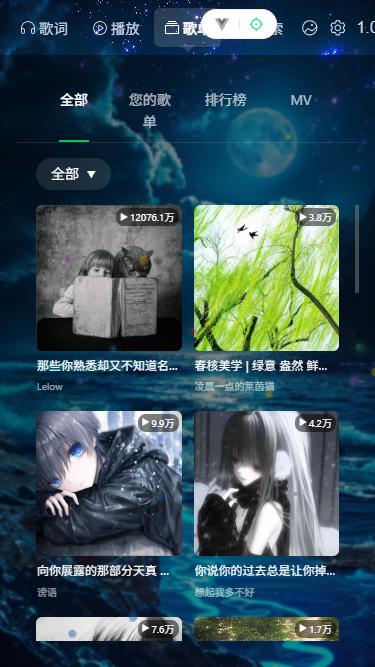 歌词 播放 歌单 索 1.0
全部 您的歌单 排行榜 MV
全部
12076.1万 3.8万
那些你熟悉却又不知道名... 春核美学 | 绿意 盎然 鲜...
Lelow 凌晨一点的莱茵猫
9.9万 4.2万
向你展露的那部分天真 ... 你说你的过去总是让你掉...
谤语 想起我多不好
7.6万 1.7万